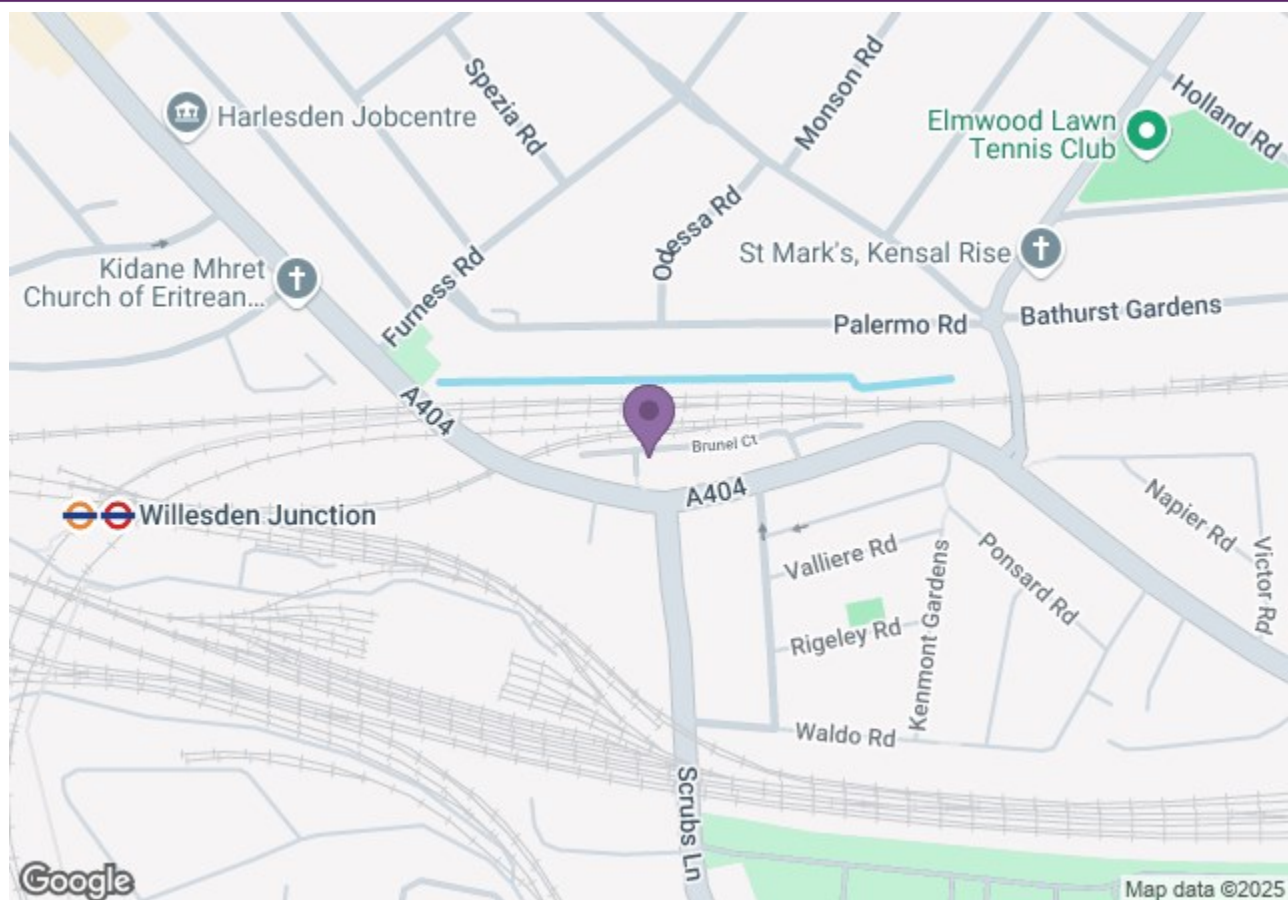 Spezia Rd
Monson Rd
Holland Rd
Harlesden Jobcentre
Elmwood Lawn
Tennis Club
Odessa Rd
St Mark's, Kensal Rise
Kidane Mhret
Church of Eritrean...
Furness Rd
Palermo Rd
Bathurst Gardens
A404
Brunel Ct
A404
Willesden Junction
Napier Rd
Victor Rd
Valliere Rd
Ponsard Rd
Rigeley Rd
Kenmont Gardens
Waldo Rd
Scrubs Ln
Google
Map data ©2025